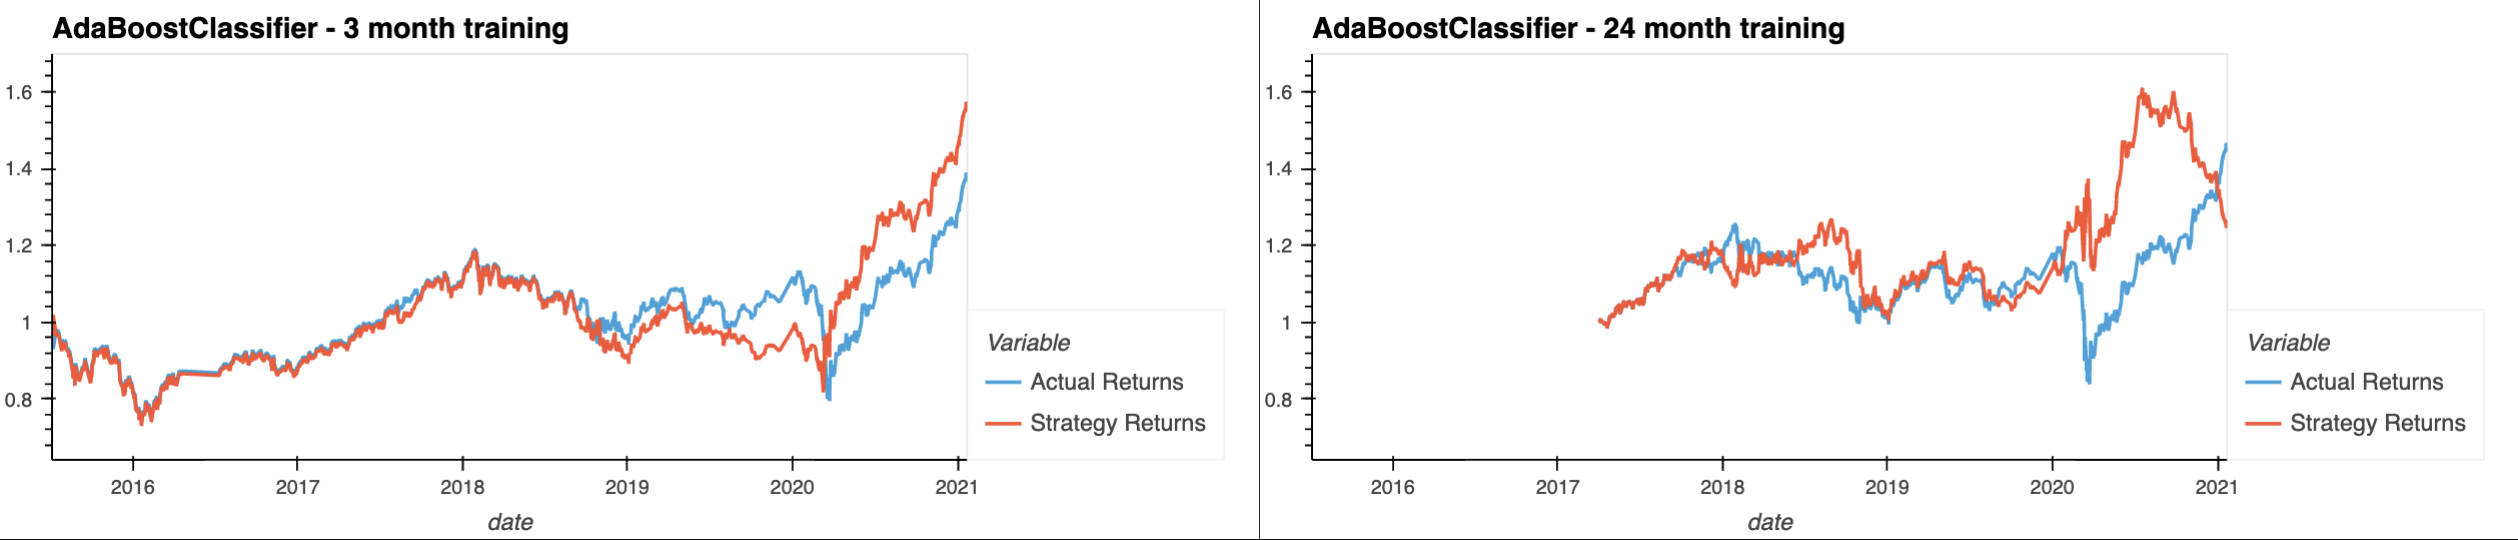 AdaBoostClassifier - 3 month training
1.6
1.4
1.2
1
0.8
2016 2017 2018 2019 2020 2021
date
Variable
Actual Returns
Strategy Returns
AdaBoostClassifier - 24 month training
1.6
1.4
1.2
1
0.8
2016 2017 2018 2019 2020 2021
date
Variable
Actual Returns
Strategy Returns